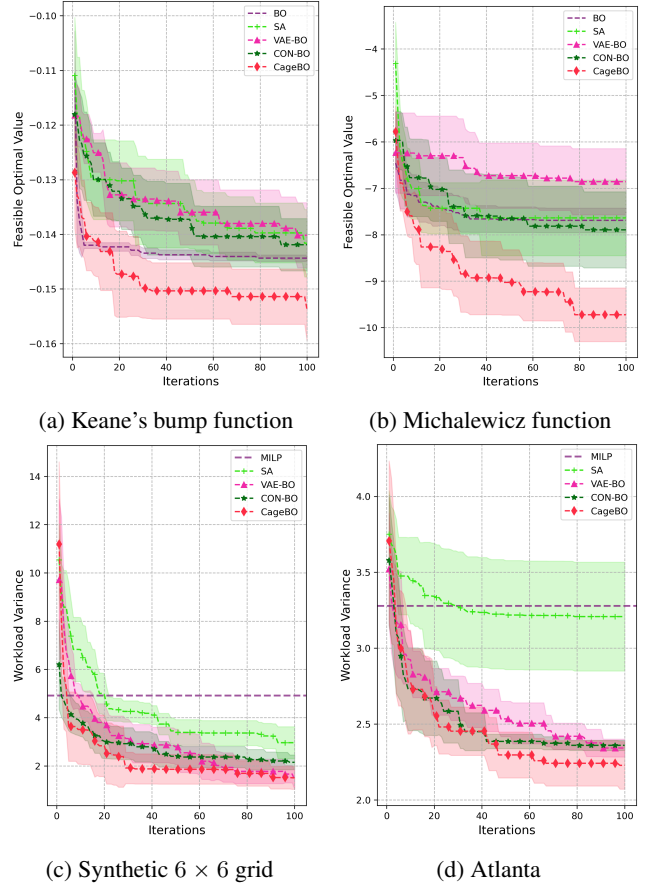 −0.10
−0.11
−0.12
−0.13
−0.14
−0.15
−0.16
Feasible Optimal Value
BO
SA
VAE-BO
CON-BO
CageBO
0 20 40 60 80 100
Iterations
(a) Keane's bump function
−4
−5
−6
−7
−8
−9
−10
Feasible Optimal Value
BO
SA
VAE-BO
CON-BO
CageBO
0 20 40 60 80 100
Iterations
(b) Michalewicz function
14
12
10
8
6
4
2
Workload Variance
MILP
SA
VAE-BO
CON-BO
CageBO
0 20 40 60 80 100
Iterations
(c) Synthetic 6 × 6 grid
4.0
3.5
3.0
2.5
2.0
Workload Variance
MILP
SA
VAE-BO
CON-BO
CageBO
0 20 40 60 80 100
Iterations
(d) Atlanta